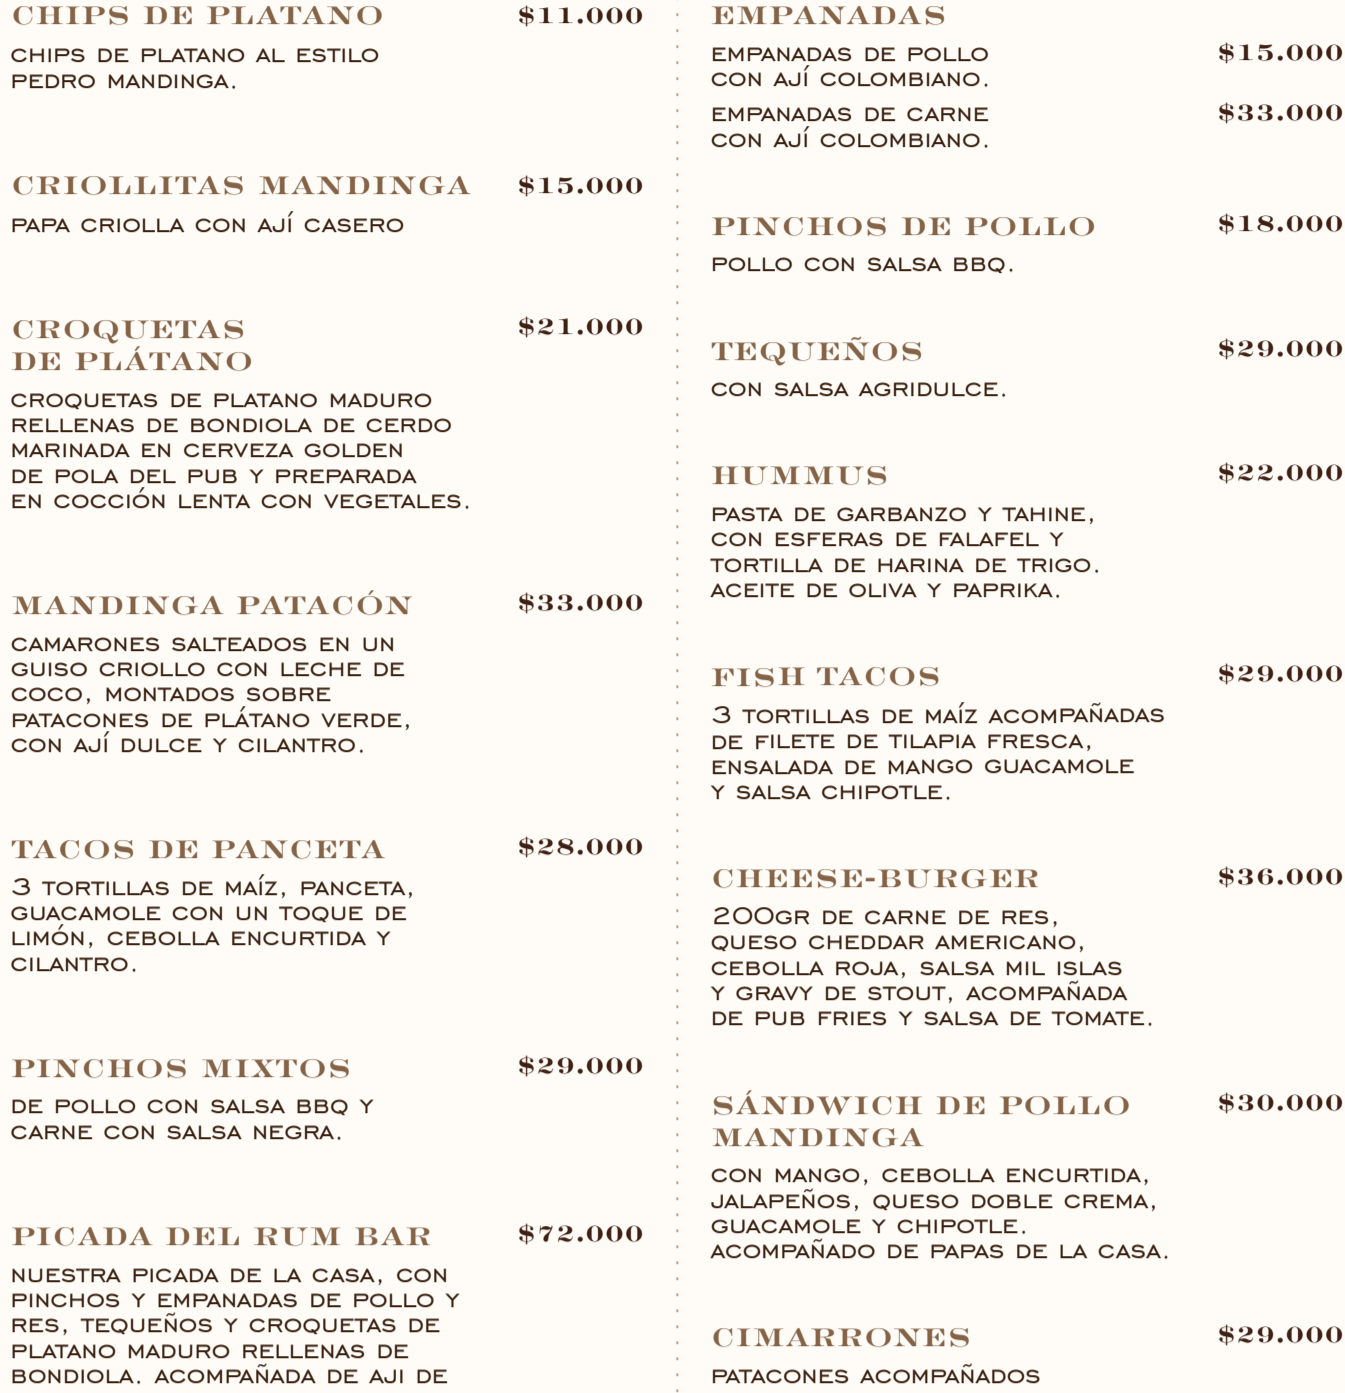 CHIPS DE PLATANO $11.000
CHIPS DE PLATANO AL ESTILO
PEDRO MANDINGA.
CRIOLLITAS MANDINGA $15.000
PAPA CRIOLLA CON AJÍ CASERO
CROQUETAS $21.000
DE PLÁTANO
CROQUETAS DE PLATANO MADURO
RELLENAS DE BONDIOLA DE CERDO
MARINADA EN CERVEZA GOLDEN
DE POLA DEL PUB Y PREPARADA
EN COCCIÓN LENTA CON VEGETALES.
MANDINGA PATACÓN $33.000
CAMARONES SALTEADOS EN UN
GUISO CRIOLLO CON LECHE DE
COCO, MONTADOS SOBRE
PATACONES DE PLÁTANO VERDE,
CON AJÍ DULCE Y CILANTRO.
TACOS DE PANCETA $28.000
3 TORTILLAS DE MAÍZ, PANCETA,
GUACAMOLE CON UN TOQUE DE
LIMÓN, CEBOLLA ENCURTIDA Y
CILANTRO.
PINCHOS MIXTOS $29.000
DE POLLO CON SALSA BBQ Y
CARNE CON SALSA NEGRA.
PICADA DEL RUM BAR $72.000
NUESTRA PICADA DE LA CASA, CON
PINCHOS Y EMPANADAS DE POLLO Y
RES, TEQUEÑOS Y CROQUETAS DE
PLATANO MADURO RELLENAS DE
BONDIOLA. ACOMPAÑADA DE AJI DE
EMPANADAS
EMPANADAS DE POLLO $15.000
CON AJÍ COLOMBIANO.
EMPANADAS DE CARNE $33.000
CON AJÍ COLOMBIANO.
PINCHOS DE POLLO $18.000
POLLO CON SALSA BBQ.
TEQUEÑOS $29.000
CON SALSA AGRIDULCE.
HUMMUS $22.000
PASTA DE GARBANZO Y TAHINE,
CON ESFERAS DE FALAFEL Y
TORTILLA DE HARINA DE TRIGO.
ACEITE DE OLIVA Y PAPRIKA.
FISH TACOS $29.000
3 TORTILLAS DE MAÍZ ACOMPAÑADAS
DE FILETE DE TILAPIA FRESCA,
ENSALADA DE MANGO GUACAMOLE
Y SALSA CHIPOTLE.
CHEESE-BURGER $36.000
200GR DE CARNE DE RES,
QUESO CHEDDAR AMERICANO,
CEBOLLA ROJA, SALSA MIL ISLAS
Y GRAVY DE STOUT, ACOMPAÑADA
DE PUB FRIES Y SALSA DE TOMATE.
SÁNDWICH DE POLLO $30.000
MANDINGA
CON MANGO, CEBOLLA ENCURTIDA,
JALAPEÑOS, QUESO DOBLE CREMA,
GUACAMOLE Y CHIPOTLE.
ACOMPAÑADO DE PAPAS DE LA CASA.
CIMARRONES $29.000
PATACONES ACOMPAÑADOS